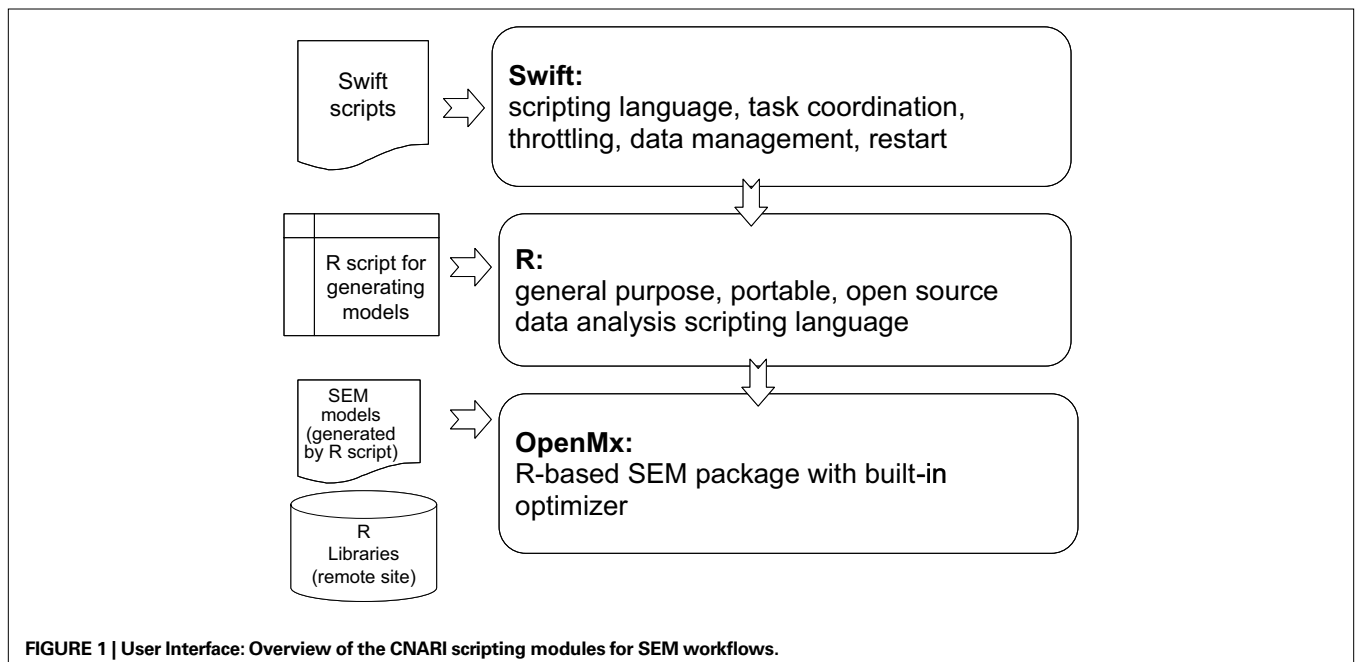 Swift
scripts
Swift:
scripting language, task coordination,
throttling, data management, restart
R script for
generating
models
R:
general purpose, portable, open source
data analysis scripting language
SEM
models
(generated
by R script)
OpenMx:
R-based SEM package with built-in
optimizer
R
Libraries
(remote site)
FIGURE 1 | User Interface: Overview of the CNARI scripting modules for SEM workflows.